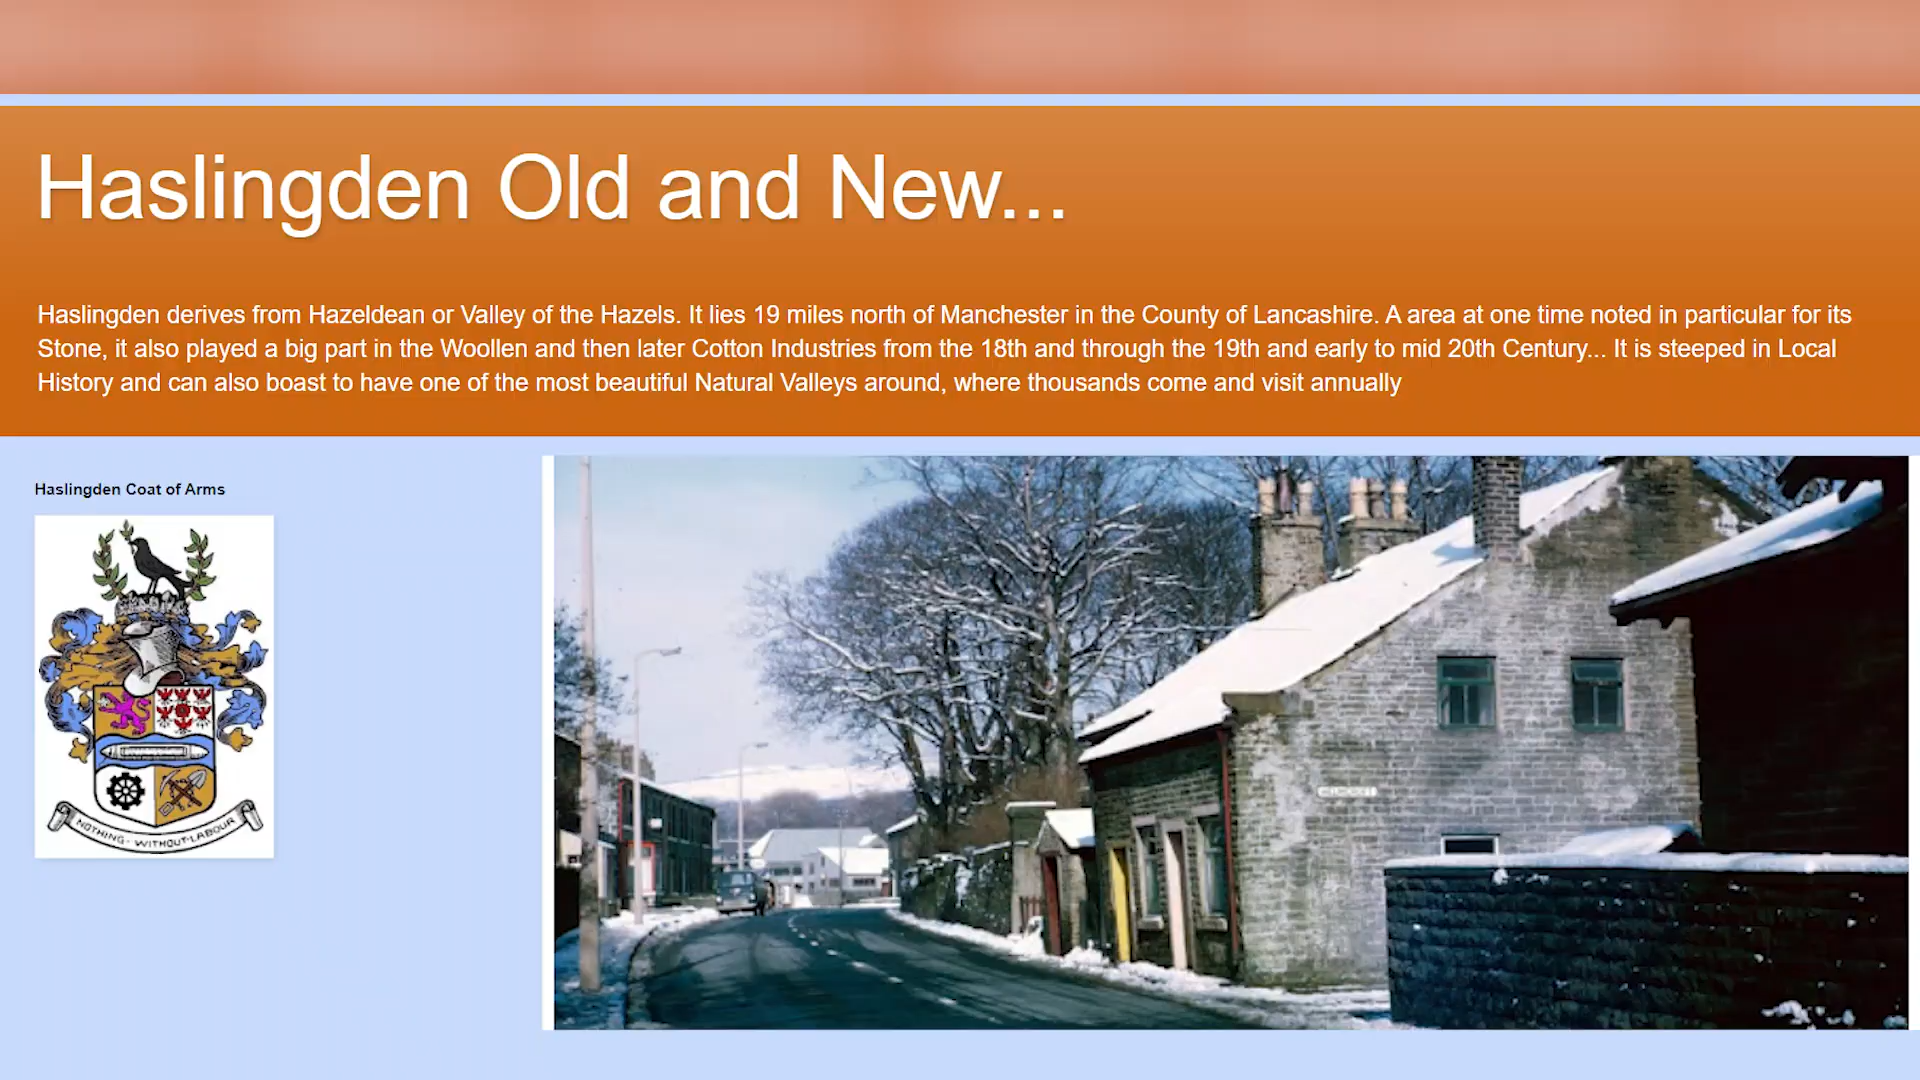 Haslingden Old and New...
Haslingden derives from Hazeldean or Valley of the Hazels. It lies 19 miles north of Manchester in the County of Lancashire. A area at one time noted in particular for its
Stone, it also played a big part in the Woollen and then later Cotton Industries from the 18th and through the 19th and early to mid 20th Century... It is steeped in Local
History and can also boast to have one of the most beautiful Natural Valleys around, where thousands come and visit annually
Haslingden Coat of Arms
NOTHING · WITHOUT · LABOUR